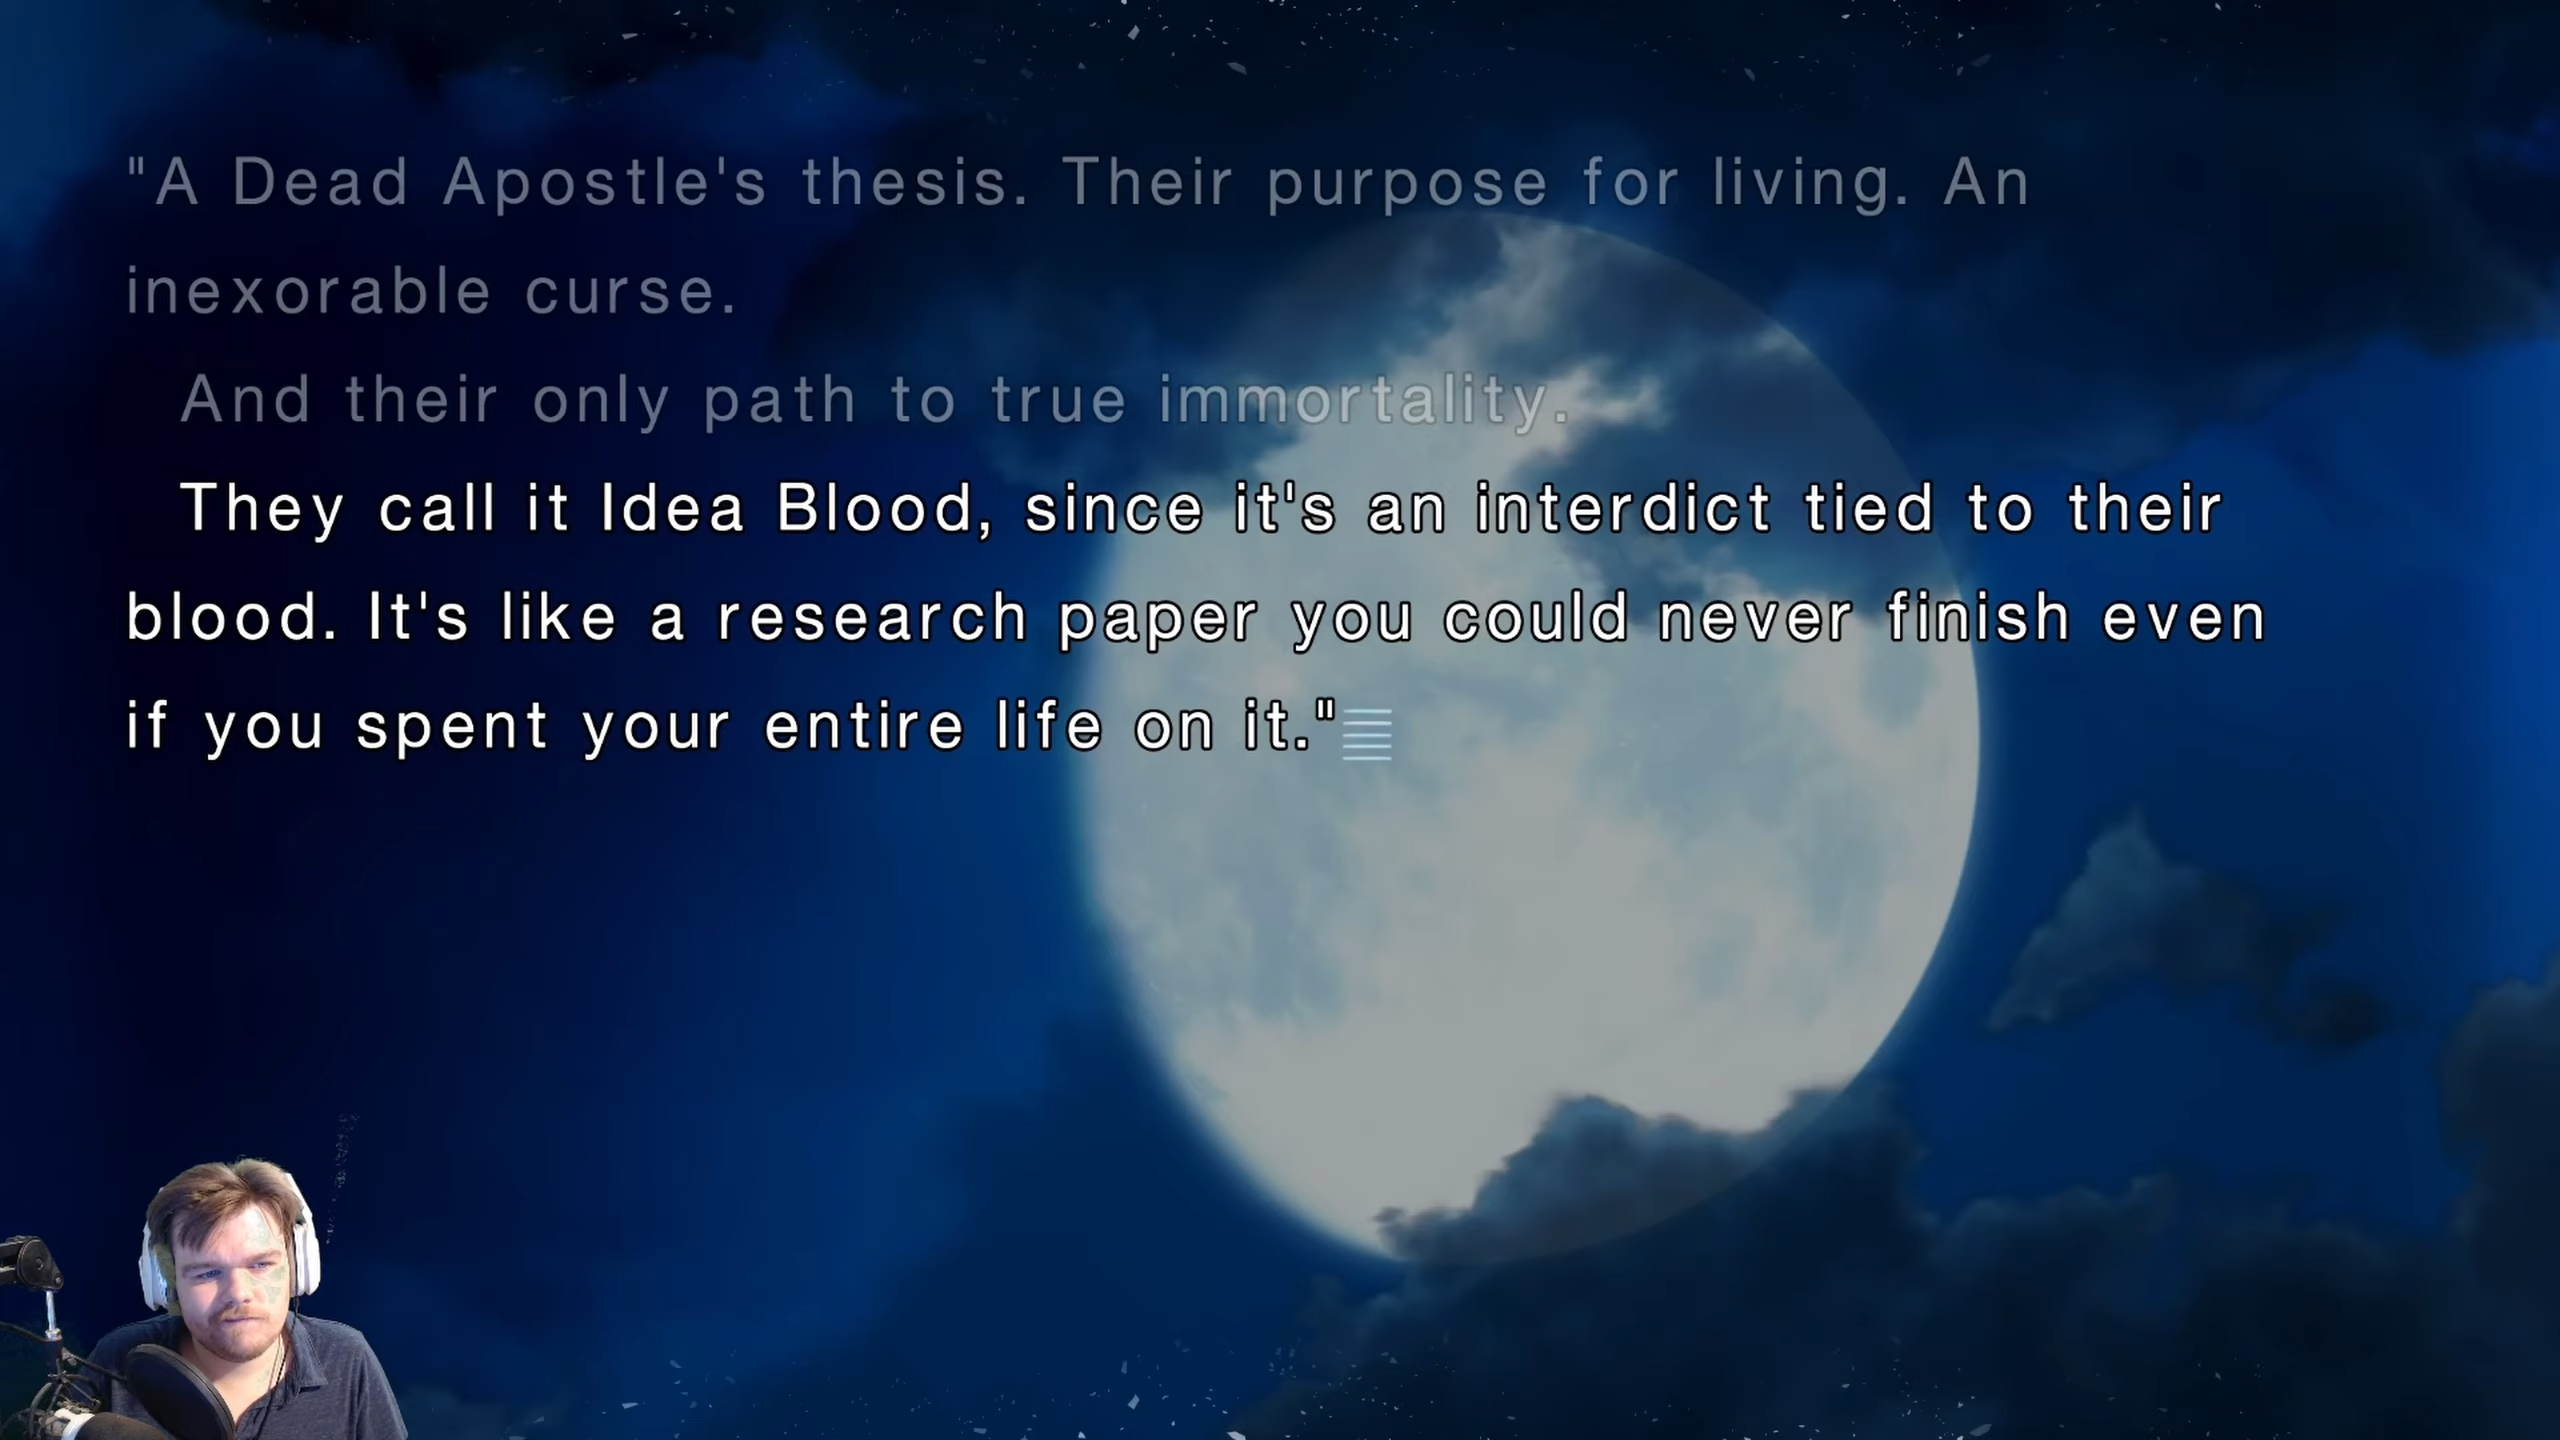 "A Dead Apostle's thesis. Their purpose for living. An
inexorable curse.
And their only path to true immortality.
They call it Idea Blood, since it's an interdict tied to their
blood. It's like a research paper you could never finish even
if you spent your entire life on it."